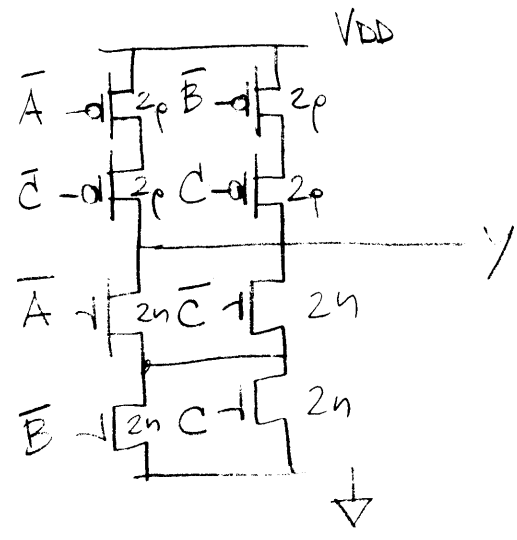 VDD
A̅ 2p B̅ 2p
C̅ 2p C 2p
Y
A̅ 2n C̅ 2n
B̅ 2n C 2n